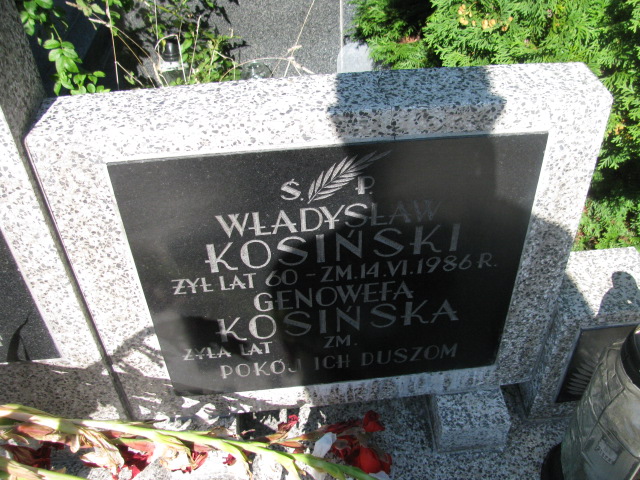 Ś. P.
WŁADYSŁAW
KOSIŃSKI
ŻYŁ LAT 60 - ZM. 14.VI.1986 R.
GENOWEFA
KOSIŃSKA
ŻYŁA LAT ZM.
POKÓJ ICH DUSZOM